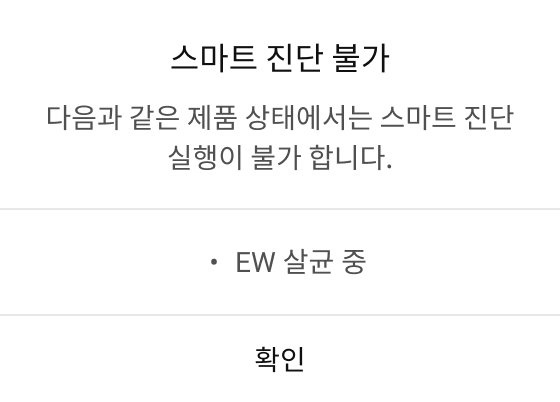 스마트 진단 불가
다음과 같은 제품 상태에서는 스마트 진단
실행이 불가 합니다.
• EW 살균 중
확인